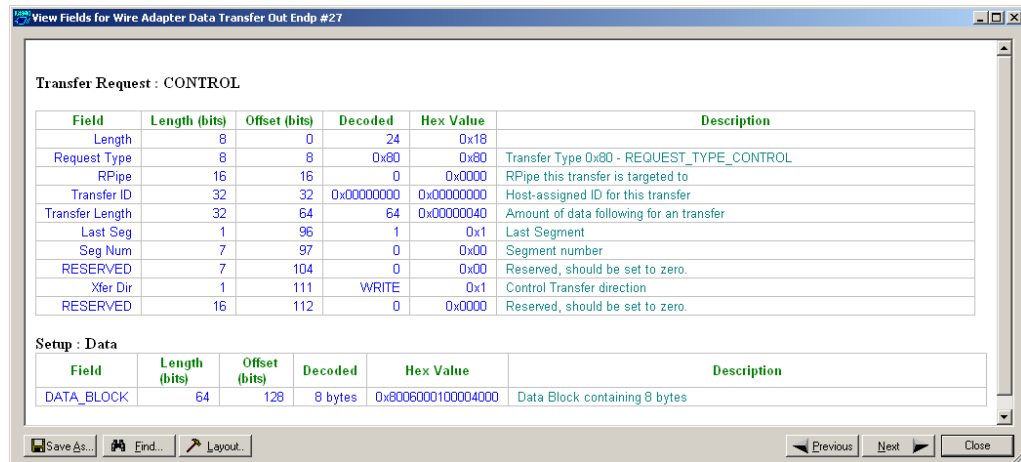 View Fields for Wire Adapter Data Transfer Out Endp #27
Transfer Request : CONTROL
Field Length (bits) Offset (bits) Decoded Hex Value Description
Length 8 0 24 0x18
Request Type 8 8 0x80 0x80 Transfer Type 0x80 - REQUEST_TYPE_CONTROL
RPipe 16 16 0 0x0000 RPipe this transfer is targeted to
Transfer ID 32 32 0x00000000 0x00000000 Host-assigned ID for this transfer
Transfer Length 32 64 64 0x00000040 Amount of data following for an transfer
Last Seg 1 96 1 0x1 Last Segment
Seg Num 7 97 0 0x00 Segment number
RESERVED 7 104 0 0x00 Reserved, should be set to zero.
Xfer Dir 1 111 WRITE 0x1 Control Transfer direction
RESERVED 16 112 0 0x0000 Reserved, should be set to zero.
Setup : Data
Field Length (bits) Offset (bits) Decoded Hex Value Description
DATA_BLOCK 64 128 8 bytes 0x8006000100004000 Data Block containing 8 bytes
Save As... Find... Layout.. Previous Next Close